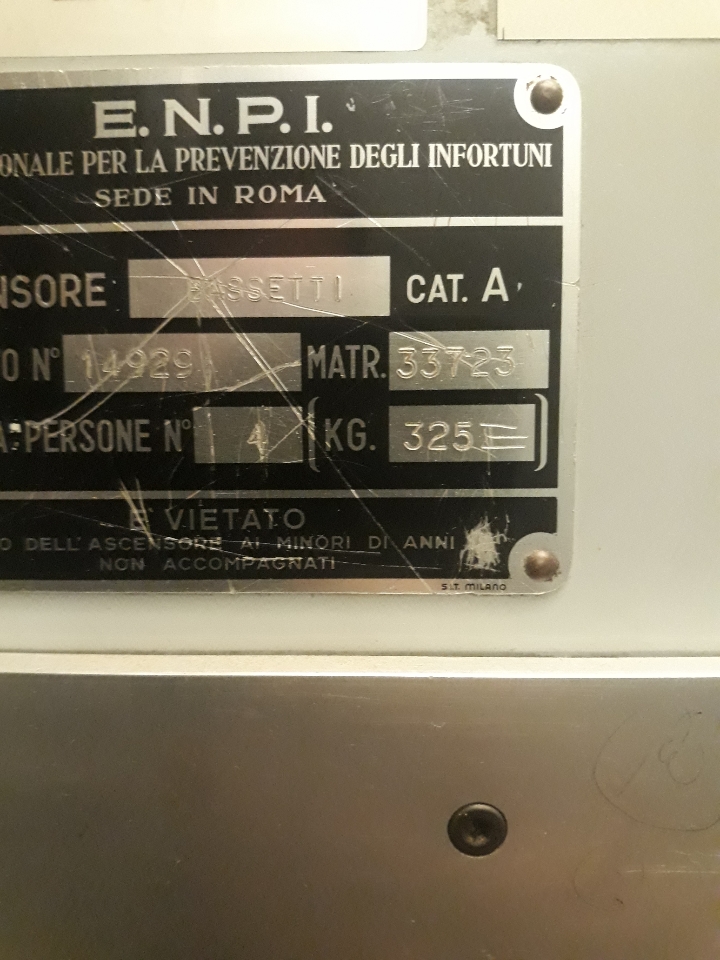 E. N. P. I.
ONALE PER LA PREVENZIONE DEGLI INFORTUNI
SEDE IN ROMA
NSORE BASSETTI CAT. A
O N° 14929 MATR. 33723
A: PERSONE N° 4 (KG. 325)
È VIETATO
O DELL'ASCENSORE AI MINORI DI ANNI
NON ACCOMPAGNATI
S.I.T. MILANO